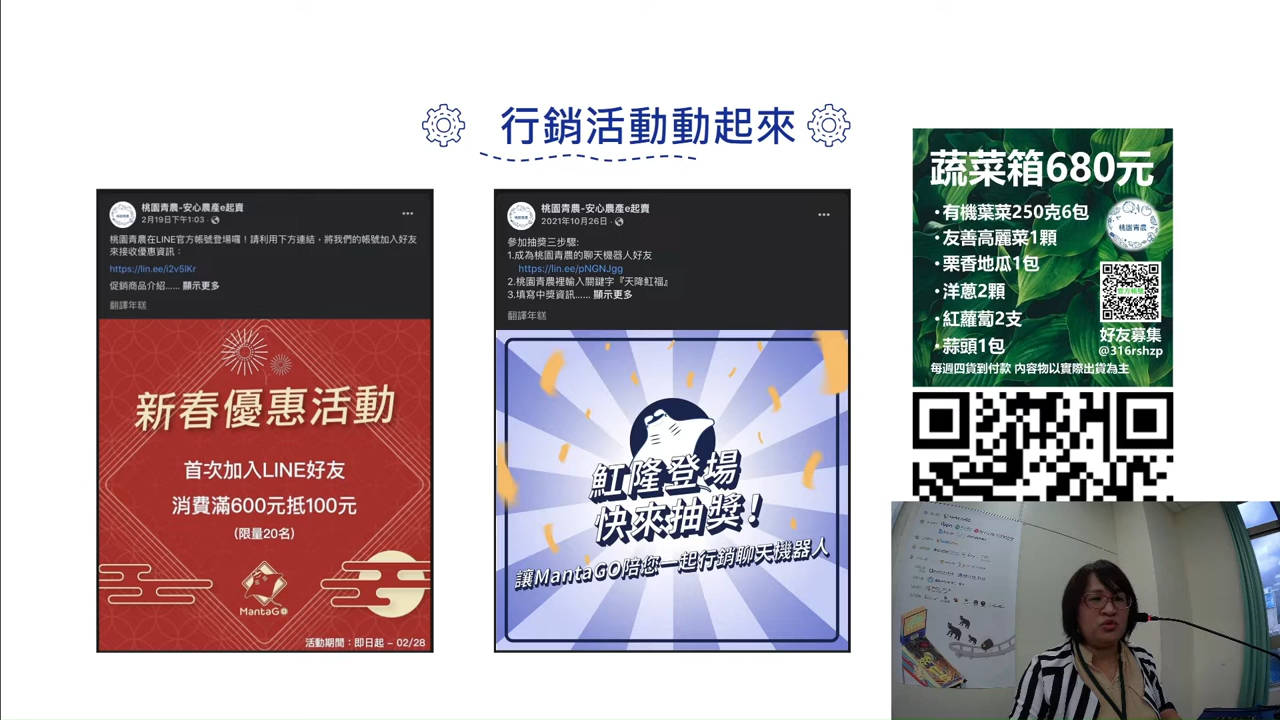 行銷活動動起來
桃園青農-安心農產e起賣
2月19日下午1:03
桃園青農在LINE官方帳號登場囉！請利用下方連結，將我們的帳號加入好友
來接收優惠資訊：
https://lin.ee/i2v5lKr
促銷商品介紹...... 顯示更多
翻譯年糕
新春優惠活動
首次加入LINE好友
消費滿600元抵100元
(限量20名)
MantaGO
活動期間：即日起 – 02/28
桃園青農-安心農產e起賣
2021年10月26日
參加抽獎三步驟:
1.成為桃園青農的聊天機器人好友
https://lin.ee/pNGNJgg
2.桃園青農裡輸入關鍵字『天降魟福』
3.填寫中獎資訊...... 顯示更多
翻譯年糕
魟隆登場
快來抽獎！
讓MantaGO陪您一起行銷聊天機器人
蔬菜箱680元
•有機葉菜250克6包
•友善高麗菜1顆
•栗香地瓜1包
•洋蔥2顆
•紅蘿蔔2支
•蒜頭1包
桃園青農
官方帳號
好友募集
@316rshzp
每週四貨到付款 內容物以實際出貨為主